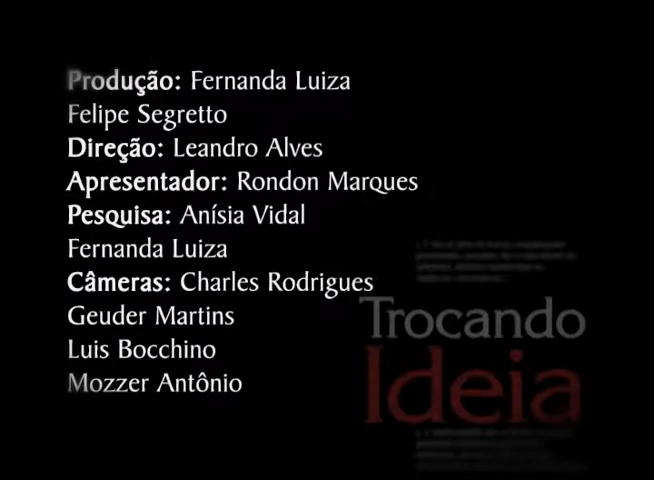 Produção: Fernanda Luiza
Felipe Segretto
Direção: Leandro Alves
Apresentador: Rondon Marques
Pesquisa: Anísia Vidal
Fernanda Luiza
Câmeras: Charles Rodrigues
Geuder Martins
Luis Bocchino
Mozzer Antônio
Trocando
Ideia